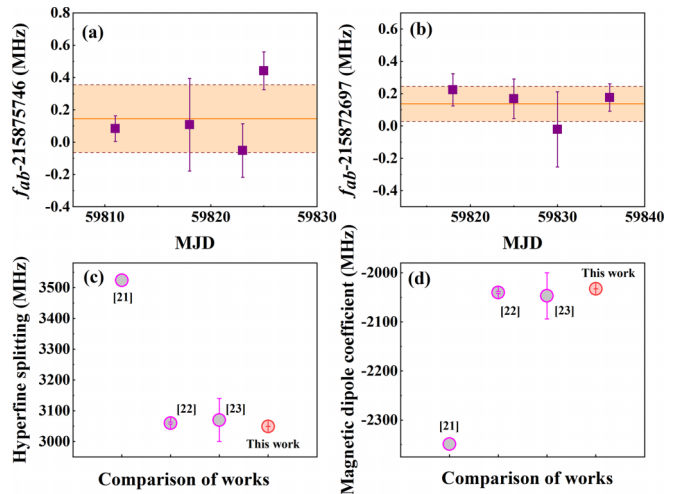 (a)
f_ab-215875746 (MHz)
0.8
0.6
0.4
0.2
0.0
-0.2
-0.4
59810
59820
59830
MJD
(b)
f_ab-215872697 (MHz)
0.6
0.4
0.2
0.0
0.2
0.4
59820
59830
59840
MJD
(c)
Hyperfine splitting (MHz)
3500
3400
3300
3200
3100
3000
[21]
[22]
[23]
This work
Comparison of works
(d)
Magnetic dipole coefficient (MHz)
-2000
-2050
-2100
-2300
[21]
[22]
[23]
This work
Comparison of works